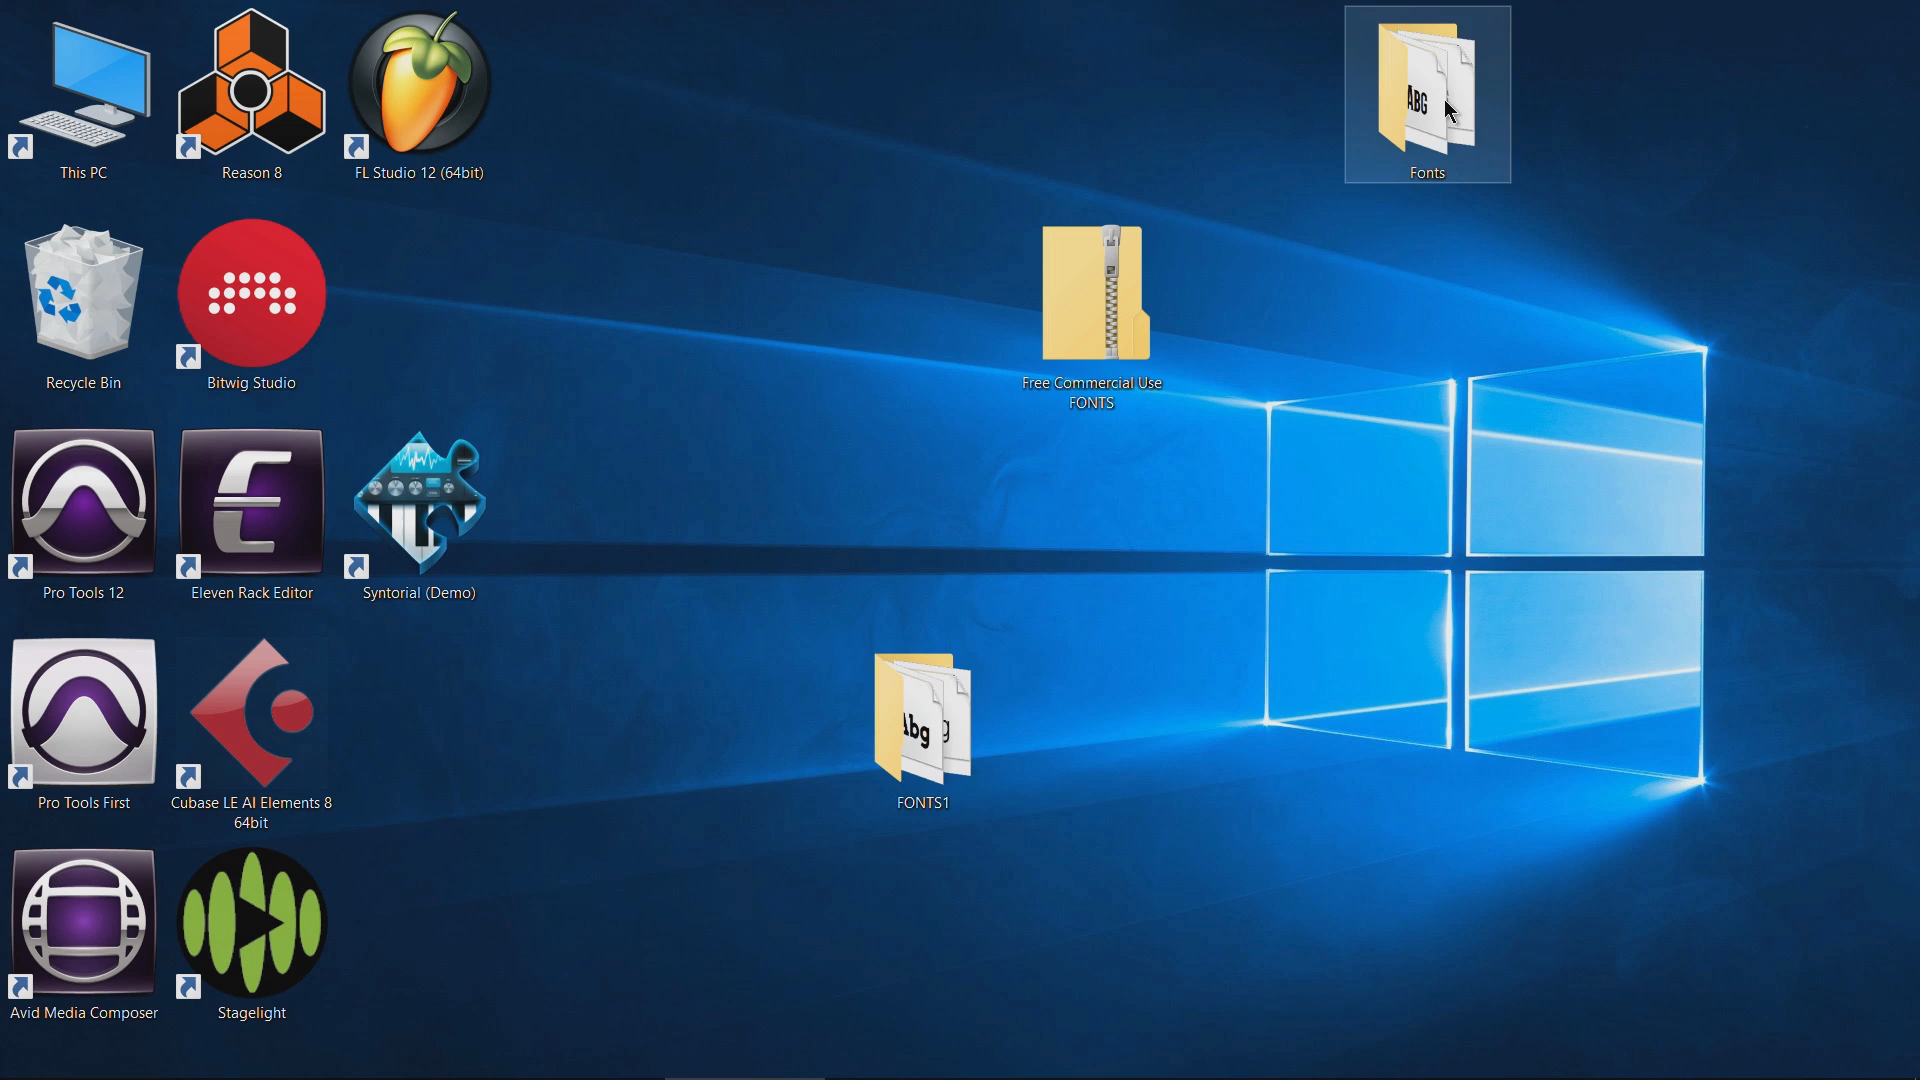 This PC
Reason 8
FL Studio 12 (64bit)
ABG
Fonts
Recycle Bin
Bitwig Studio
Free Commercial Use
FONTS
Pro Tools 12
Eleven Rack Editor
Syntorial (Demo)
Pro Tools First
Cubase LE AI Elements 8
64bit
Abg
g
FONTS1
Avid Media Composer
Stagelight